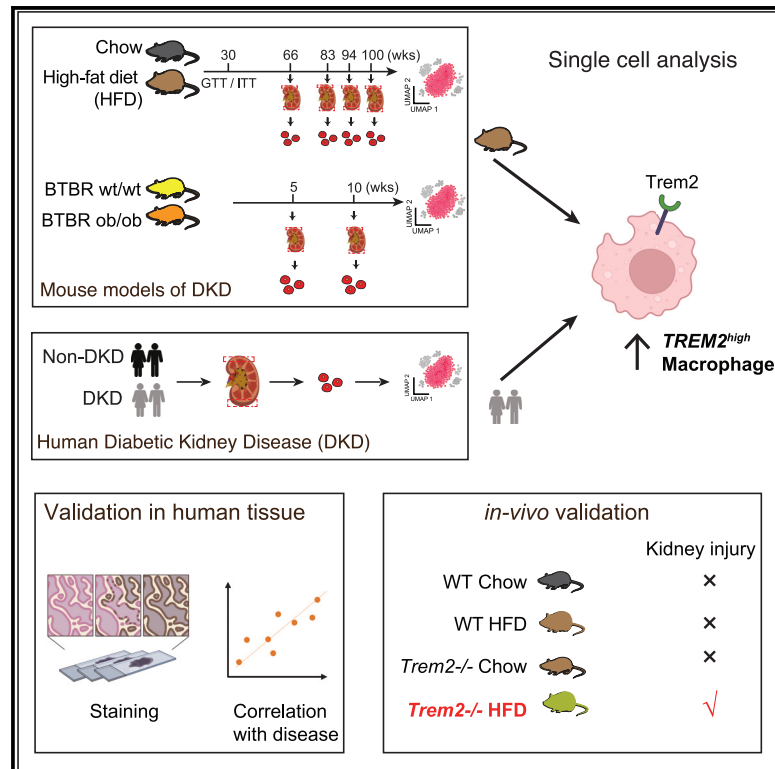 Chow
High-fat diet
(HFD)
30
66
83
94
100 (wks)
GTT / ITT
UMAP 2
UMAP 1
BTBR wt/wt
BTBR ob/ob
5
10 (wks)
UMAP 2
UMAP 1
Mouse models of DKD
Single cell analysis
Trem2
↑ TREM2high
Macrophage
Non-DKD
DKD
UMAP 2
UMAP 1
Human Diabetic Kidney Disease (DKD)
Validation in human tissue
Staining
Correlation
with disease
in-vivo validation
Kidney injury
WT Chow ×
WT HFD ×
Trem2-/- Chow ×
Trem2-/- HFD √